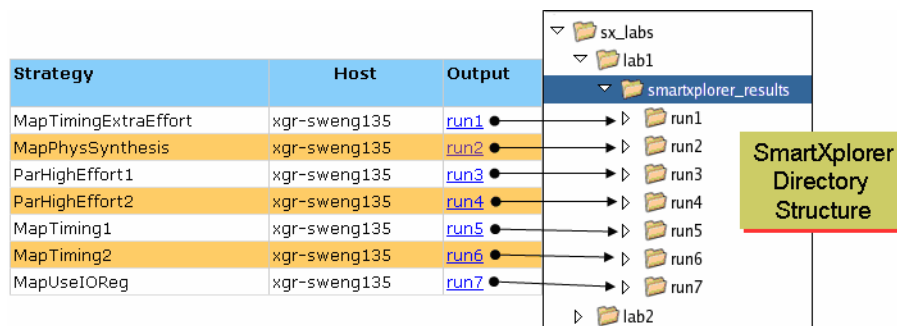 Strategy Host Output
MapTimingExtraEffort xgr-sweng135 run1
MapPhysSynthesis xgr-sweng135 run2
ParHighEffort1 xgr-sweng135 run3
ParHighEffort2 xgr-sweng135 run4
MapTiming1 xgr-sweng135 run5
MapTiming2 xgr-sweng135 run6
MapUseIOReg xgr-sweng135 run7
sx_labs
lab1
smartxplorer_results
run1
run2
run3
run4
run5
run6
run7
lab2
SmartXplorer
Directory
Structure